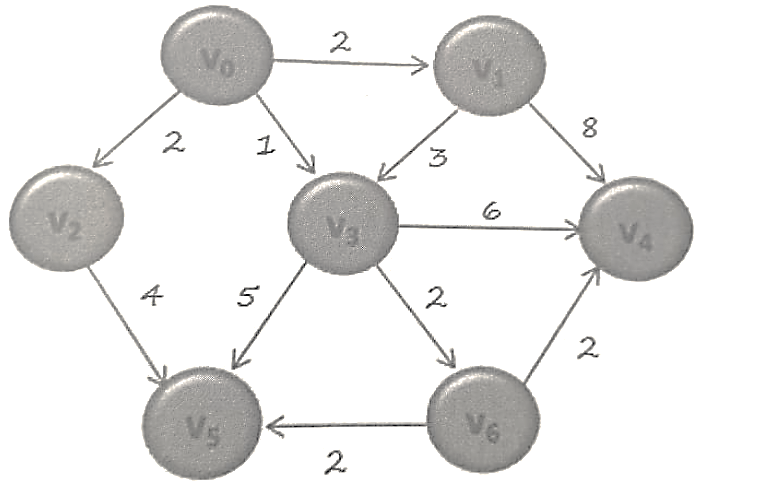 2
V₀ V₁
2 1 3 8
V₂ V₃ 6 V₄
4 5 2 2
V₅ V₆
2